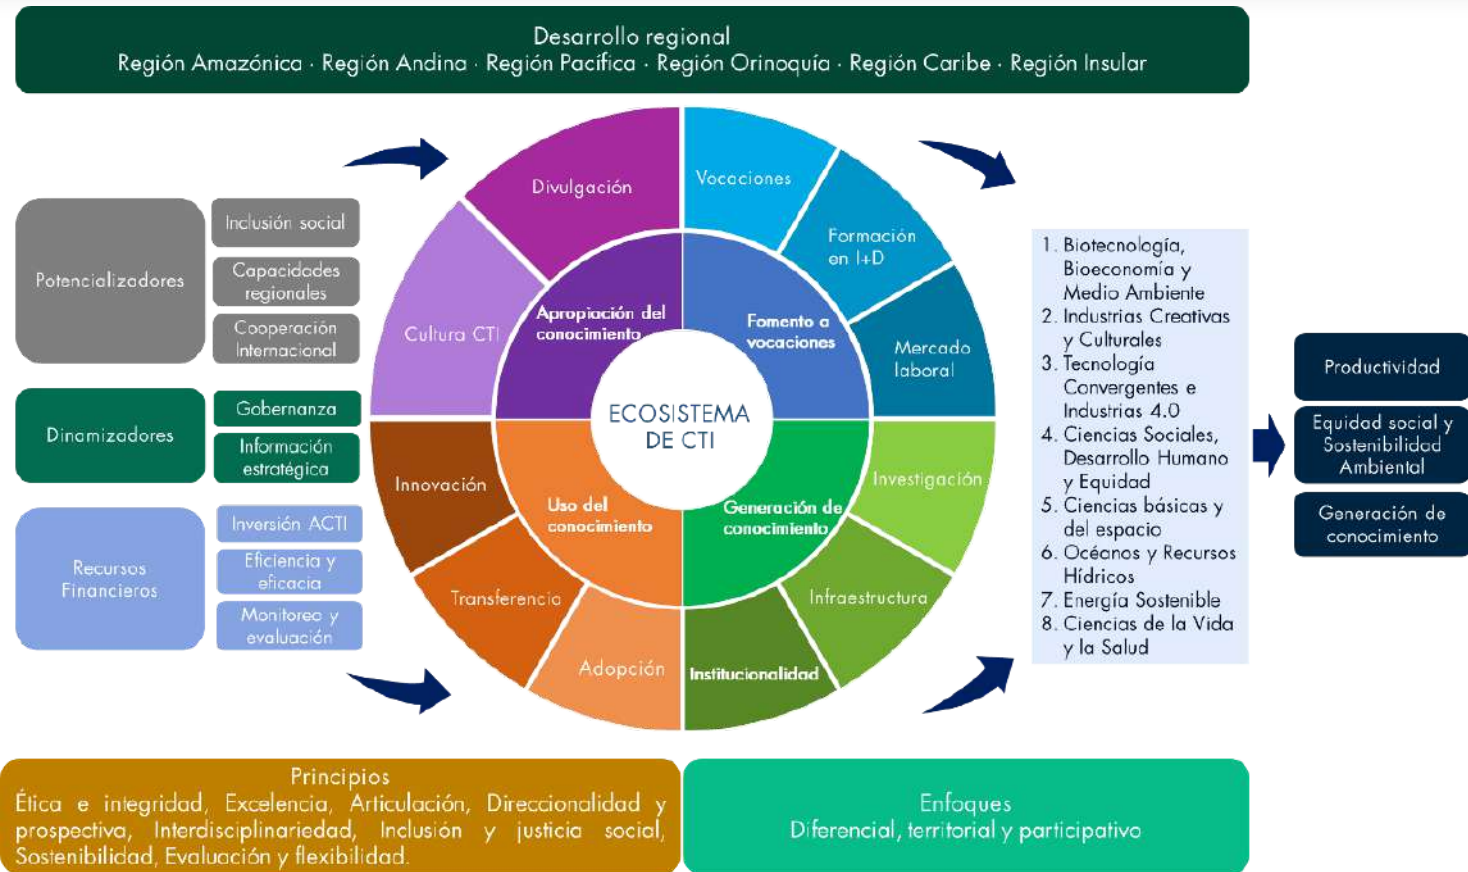 Desarrollo regional
Región Amazónica · Región Andina · Región Pacífica · Región Orinoquía · Región Caribe · Región Insular
Potencializadores
Inclusión social
Capacidades
regionales
Cooperación
Internacional
Dinamizadores
Gobernanza
Información
estratégica
Recursos
Financieros
Inversión ACTI
Eficiencia y
eficacia
Monitoreo y
evaluación
Divulgación
Cultura CTI
Apropiación del
conocimiento
Vocaciones
Formación
en I+D
Mercado
laboral
Fomento a
vocaciones
ECOSISTEMA
DE CTI
Innovación
Transferencia
Adopción
Uso del
conocimiento
Generación de
conocimiento
Investigación
Infraestructura
Institucionalidad
1. Biotecnología,
Bioeconomía y
Medio Ambiente
2. Industrias Creativas
y Culturales
3. Tecnología
Convergentes e
Industrias 4.0
4. Ciencias Sociales,
Desarrollo Humano
y Equidad
5. Ciencias básicas y
del espacio
6. Océanos y Recursos
Hídricos
7. Energía Sostenible
8. Ciencias de la Vida
y la Salud
Productividad
Equidad social y
Sostenibilidad
Ambiental
Generación de
conocimiento
Principios
Ética e integridad, Excelencia, Articulación, Direccionalidad y
prospectiva, Interdisciplinariedad, Inclusión y justicia social,
Sostenibilidad, Evaluación y flexibilidad.
Enfoques
Diferencial, territorial y participativo